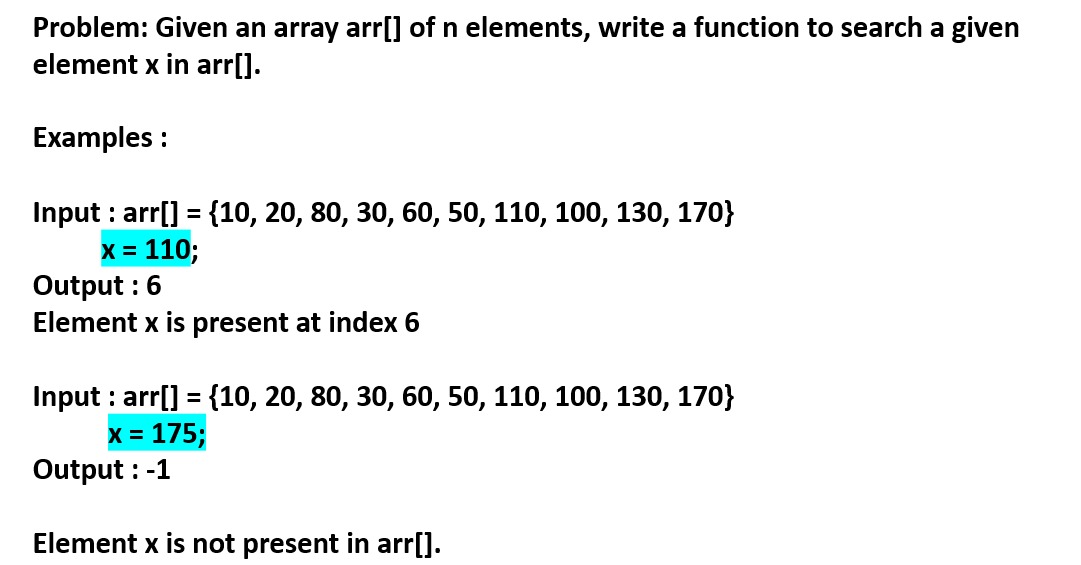 Problem: Given an array arr[] of n elements, write a function to search a given
element x in arr[].
Examples :
Input : arr[] = {10, 20, 80, 30, 60, 50, 110, 100, 130, 170}
x = 110;
Output : 6
Element x is present at index 6
Input : arr[] = {10, 20, 80, 30, 60, 50, 110, 100, 130, 170}
x = 175;
Output : -1
Element x is not present in arr[].